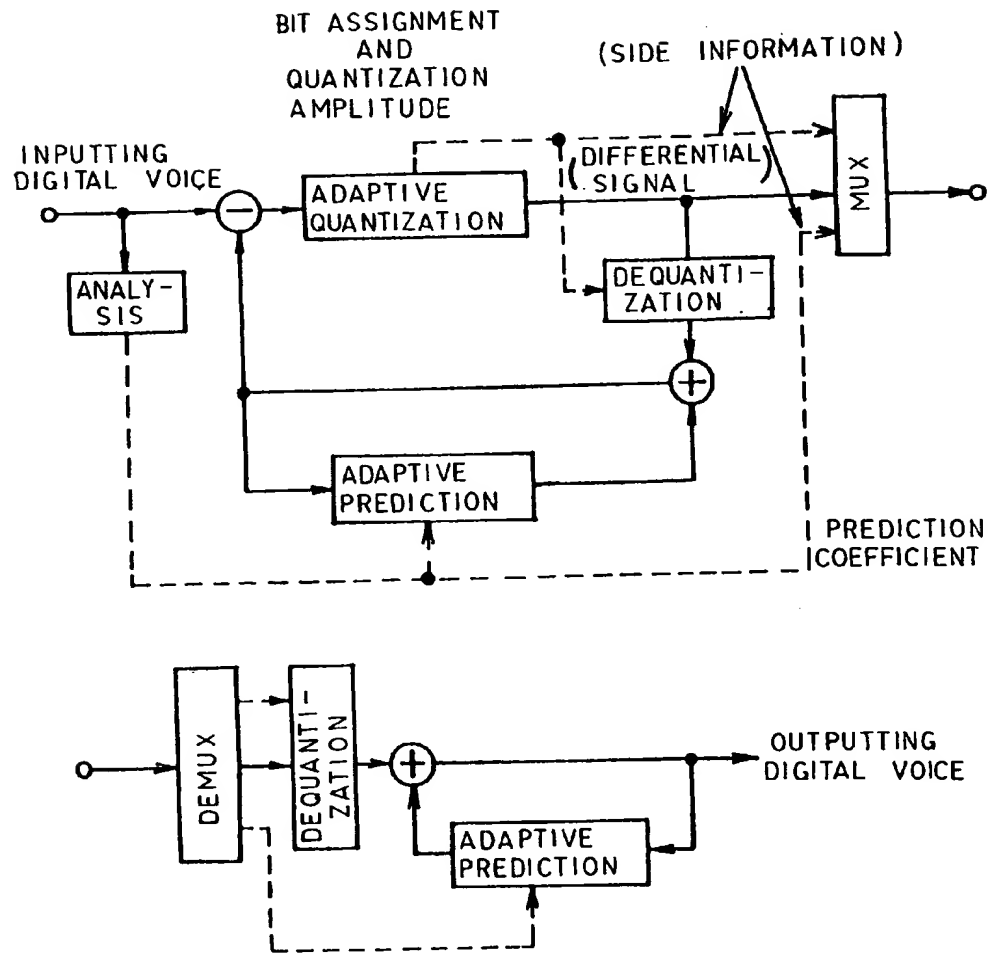 BIT ASSIGNMENT
AND
QUANTIZATION
AMPLITUDE
(SIDE INFORMATION)
INPUTTING
DIGITAL VOICE
ADAPTIVE
QUANTIZATION
(DIFFERENTIAL
SIGNAL)
MUX
ANALY-
SIS
DEQUANTI-
ZATION
ADAPTIVE
PREDICTION
PREDICTION
COEFFICIENT
DEMUX
DEQUANTI-
ZATION
OUTPUTTING
DIGITAL VOICE
ADAPTIVE
PREDICTION